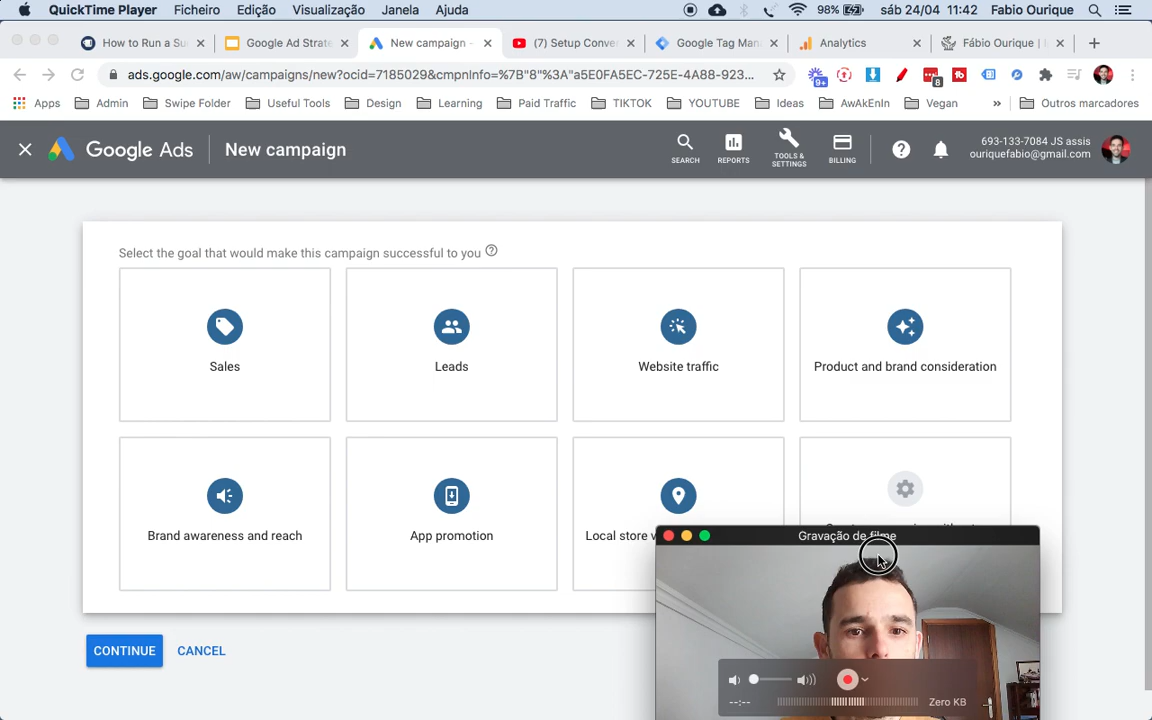 QuickTime Player Ficheiro Edição Visualização Janela Ajuda 98% sáb 24/04 11:42 Fabio Ourique
How to Run a Su Google Ad Strate New campaign - (7) Setup Conver Google Tag Man Analytics Fábio Ourique |
ads.google.com/aw/campaigns/new?ocid=7185029&cmpnInfo=%7B"8"%3A"a5E0FA5EC-725E-4A88-923... 9+ 8
Apps Admin Swipe Folder Useful Tools Design Learning Paid Traffic TIKTOK YOUTUBE Ideas AwAkEnIn Vegan » Outros marcadores
Google Ads New campaign
SEARCH REPORTS TOOLS & SETTINGS BILLING
693-133-7084 JS assis
ouriquefabio@gmail.com
Select the goal that would make this campaign successful to you
Sales Leads Website traffic Product and brand consideration
Brand awareness and reach App promotion Local store
Gravação de filme
CONTINUE CANCEL
--:-- Zero KB